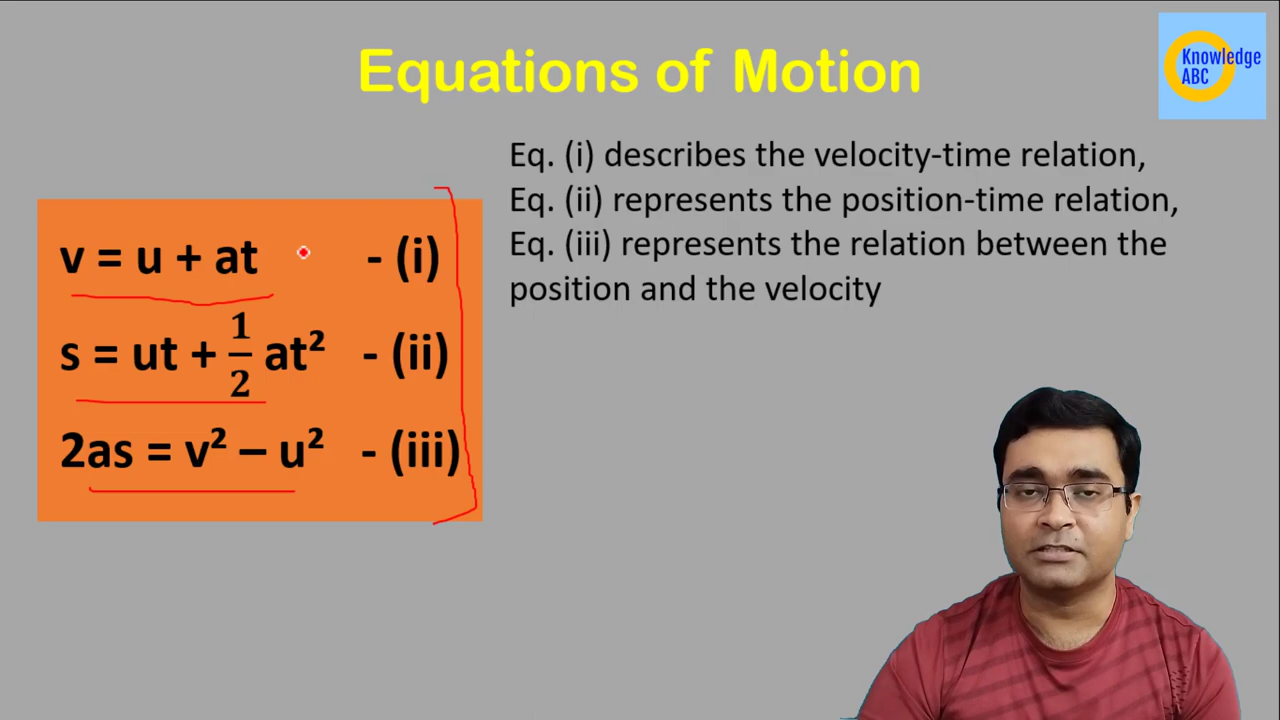 Equations of Motion
Knowledge
ABC
Eq. (i) describes the velocity-time relation,
Eq. (ii) represents the position-time relation,
Eq. (iii) represents the relation between the
position and the velocity
v = u + at - (i)
s = ut + 1/2 at² - (ii)
2as = v² – u² - (iii)